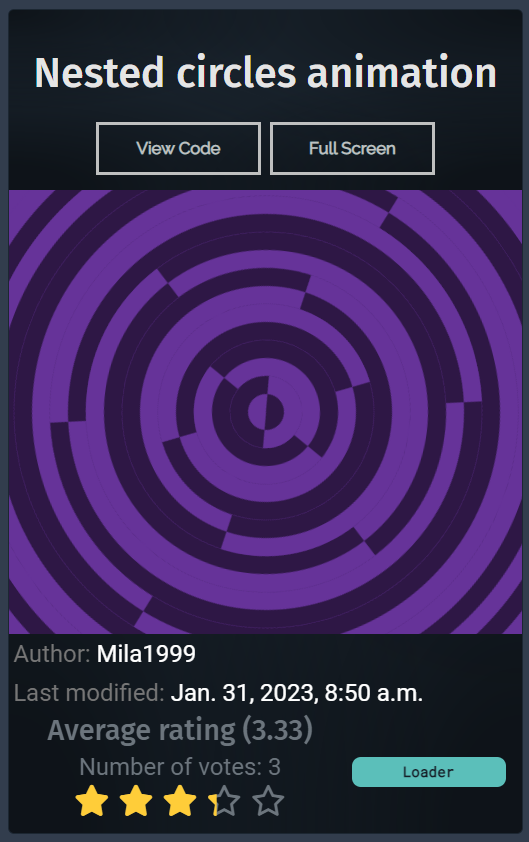 Nested circles animation
View Code
Full Screen
Author: Mila1999
Last modified: Jan. 31, 2023, 8:50 a.m.
Average rating (3.33)
Number of votes: 3
Loader